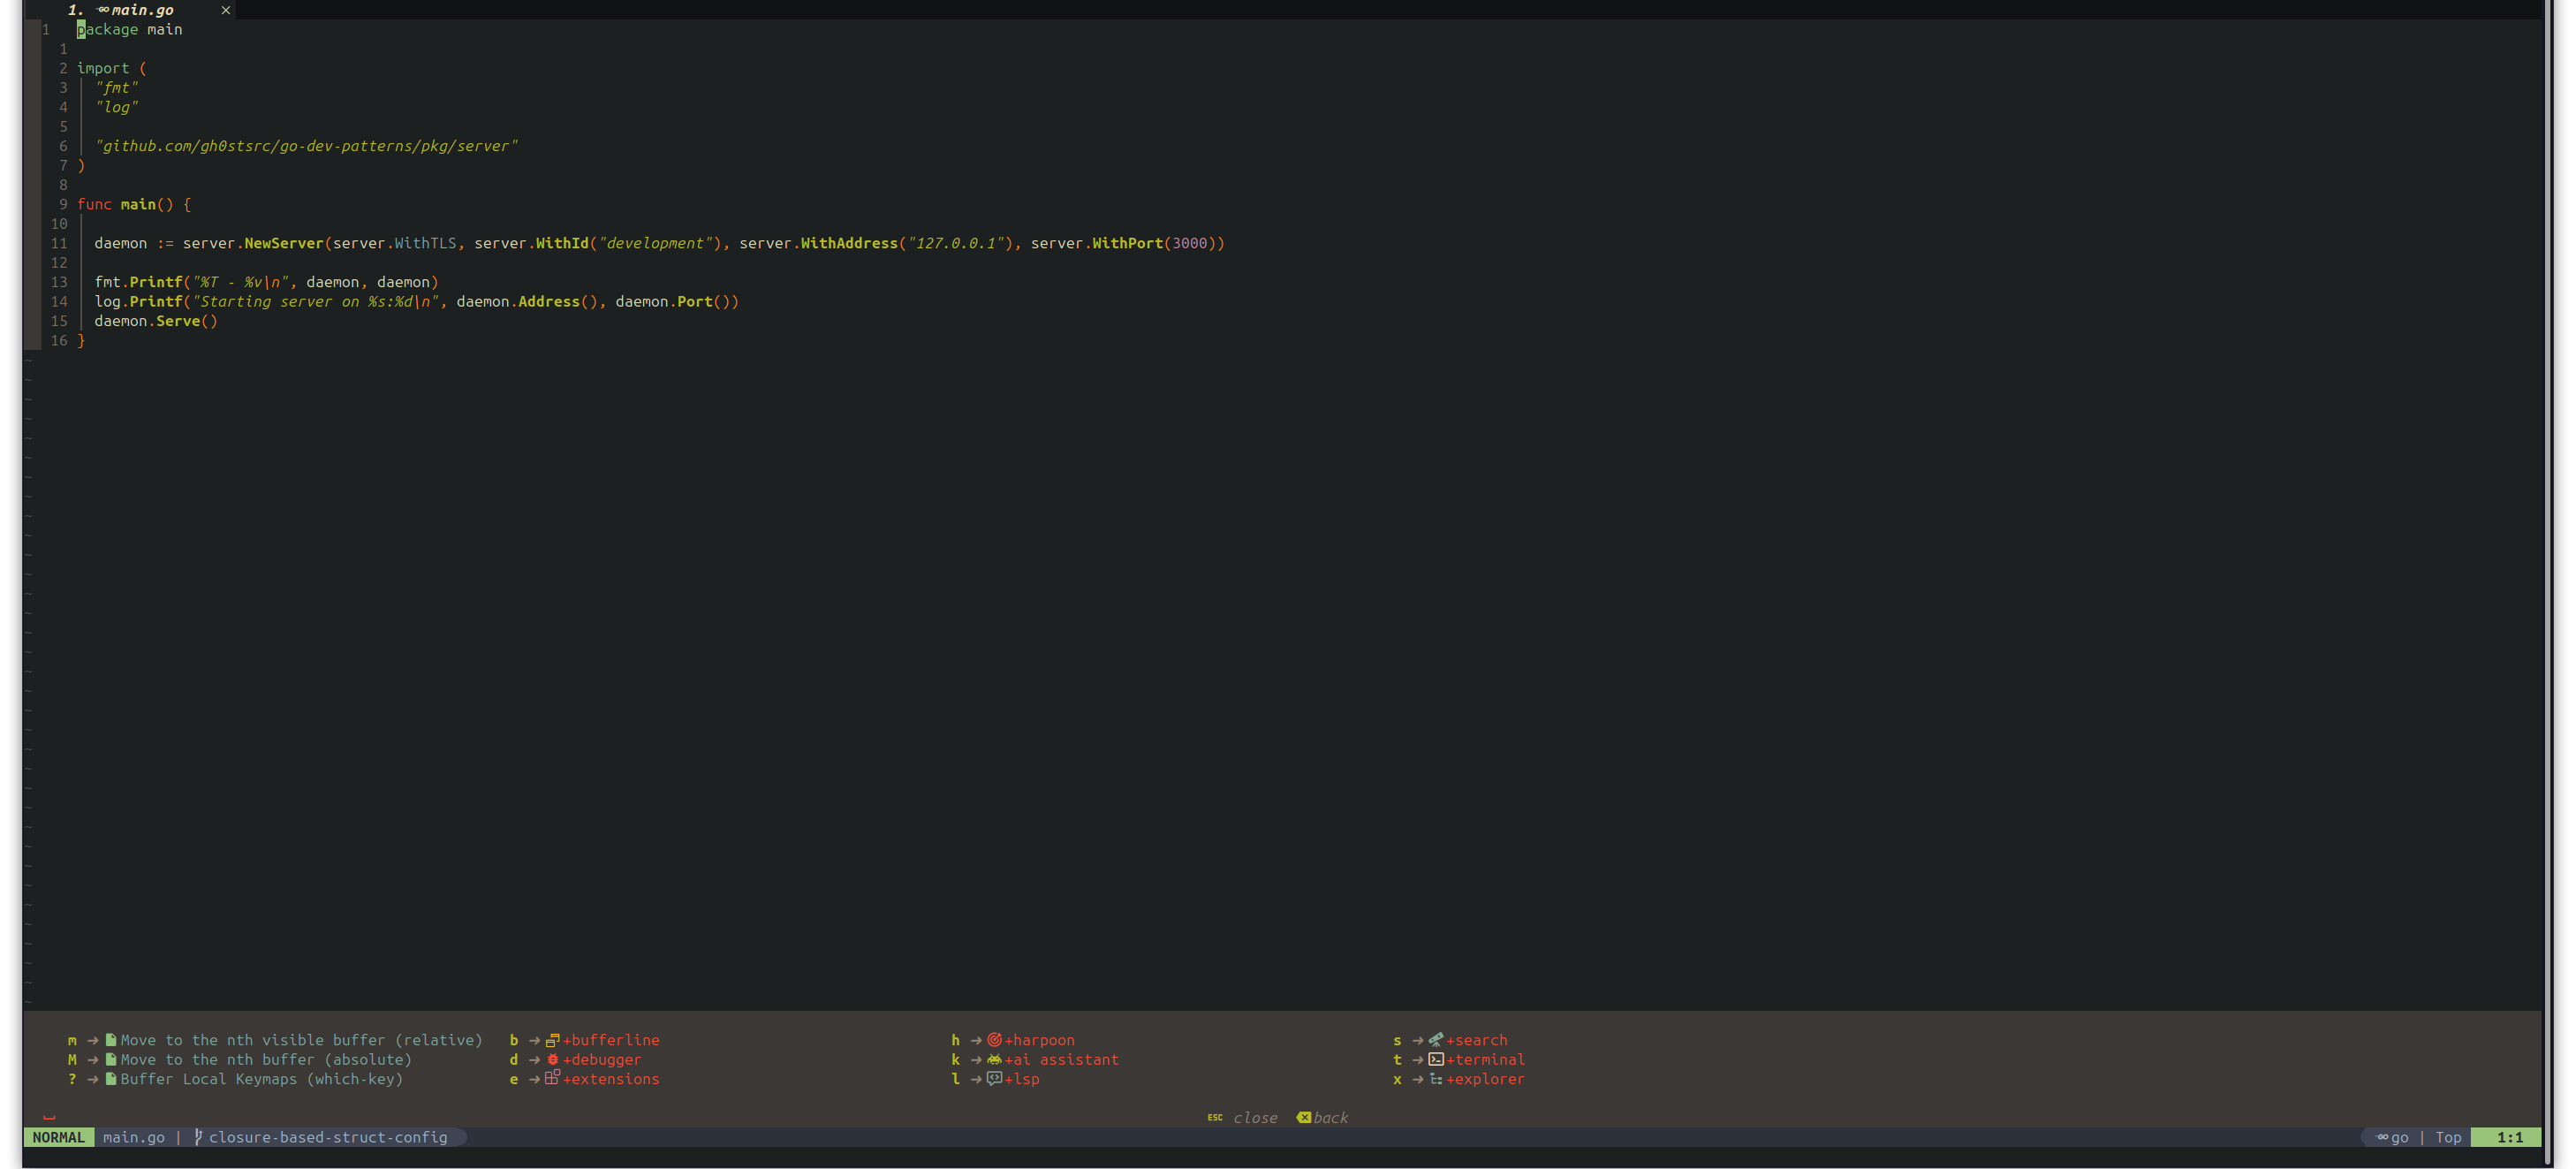 1. main.go ×
1 package main
1
2 import (
3 "fmt"
4 "log"
5
6 "github.com/gh0stsrc/go-dev-patterns/pkg/server"
7 )
8
9 func main() {
10
11 daemon := server.NewServer(server.WithTLS, server.WithId("development"), server.WithAddress("127.0.0.1"), server.WithPort(3000))
12
13 fmt.Printf("%T - %v\n", daemon, daemon)
14 log.Printf("Starting server on %s:%d\n", daemon.Address(), daemon.Port())
15 daemon.Serve()
16 }
m ➜ Move to the nth visible buffer (relative) b ➜ +bufferline h ➜ +harpoon s ➜ +search
M ➜ Move to the nth buffer (absolute) d ➜ +debugger k ➜ +ai assistant t ➜ +terminal
? ➜ Buffer Local Keymaps (which-key) e ➜ +extensions l ➜ +lsp x ➜ +explorer
ESC close back
NORMAL main.go | closure-based-struct-config go | Top 1:1